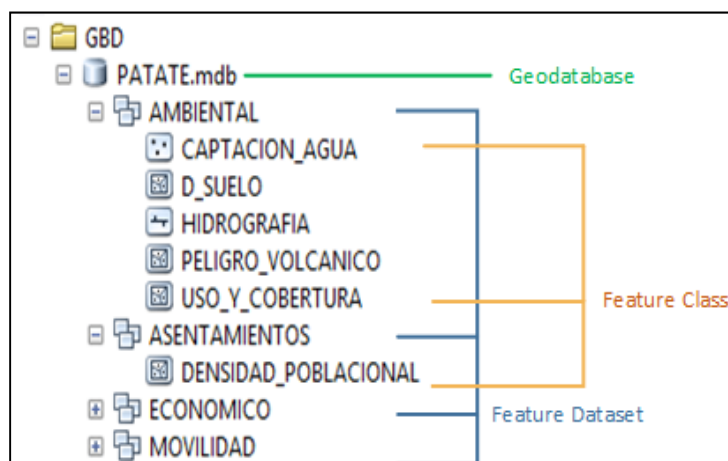 GBD
PATATE.mdb Geodatabase
AMBIENTAL
CAPTACION_AGUA
D_SUELO
HIDROGRAFIA
PELIGRO_VOLCANICO
USO_Y_COBERTURA Feature Class
ASENTAMIENTOS
DENSIDAD_POBLACIONAL
ECONOMICO Feature Dataset
MOVILIDAD